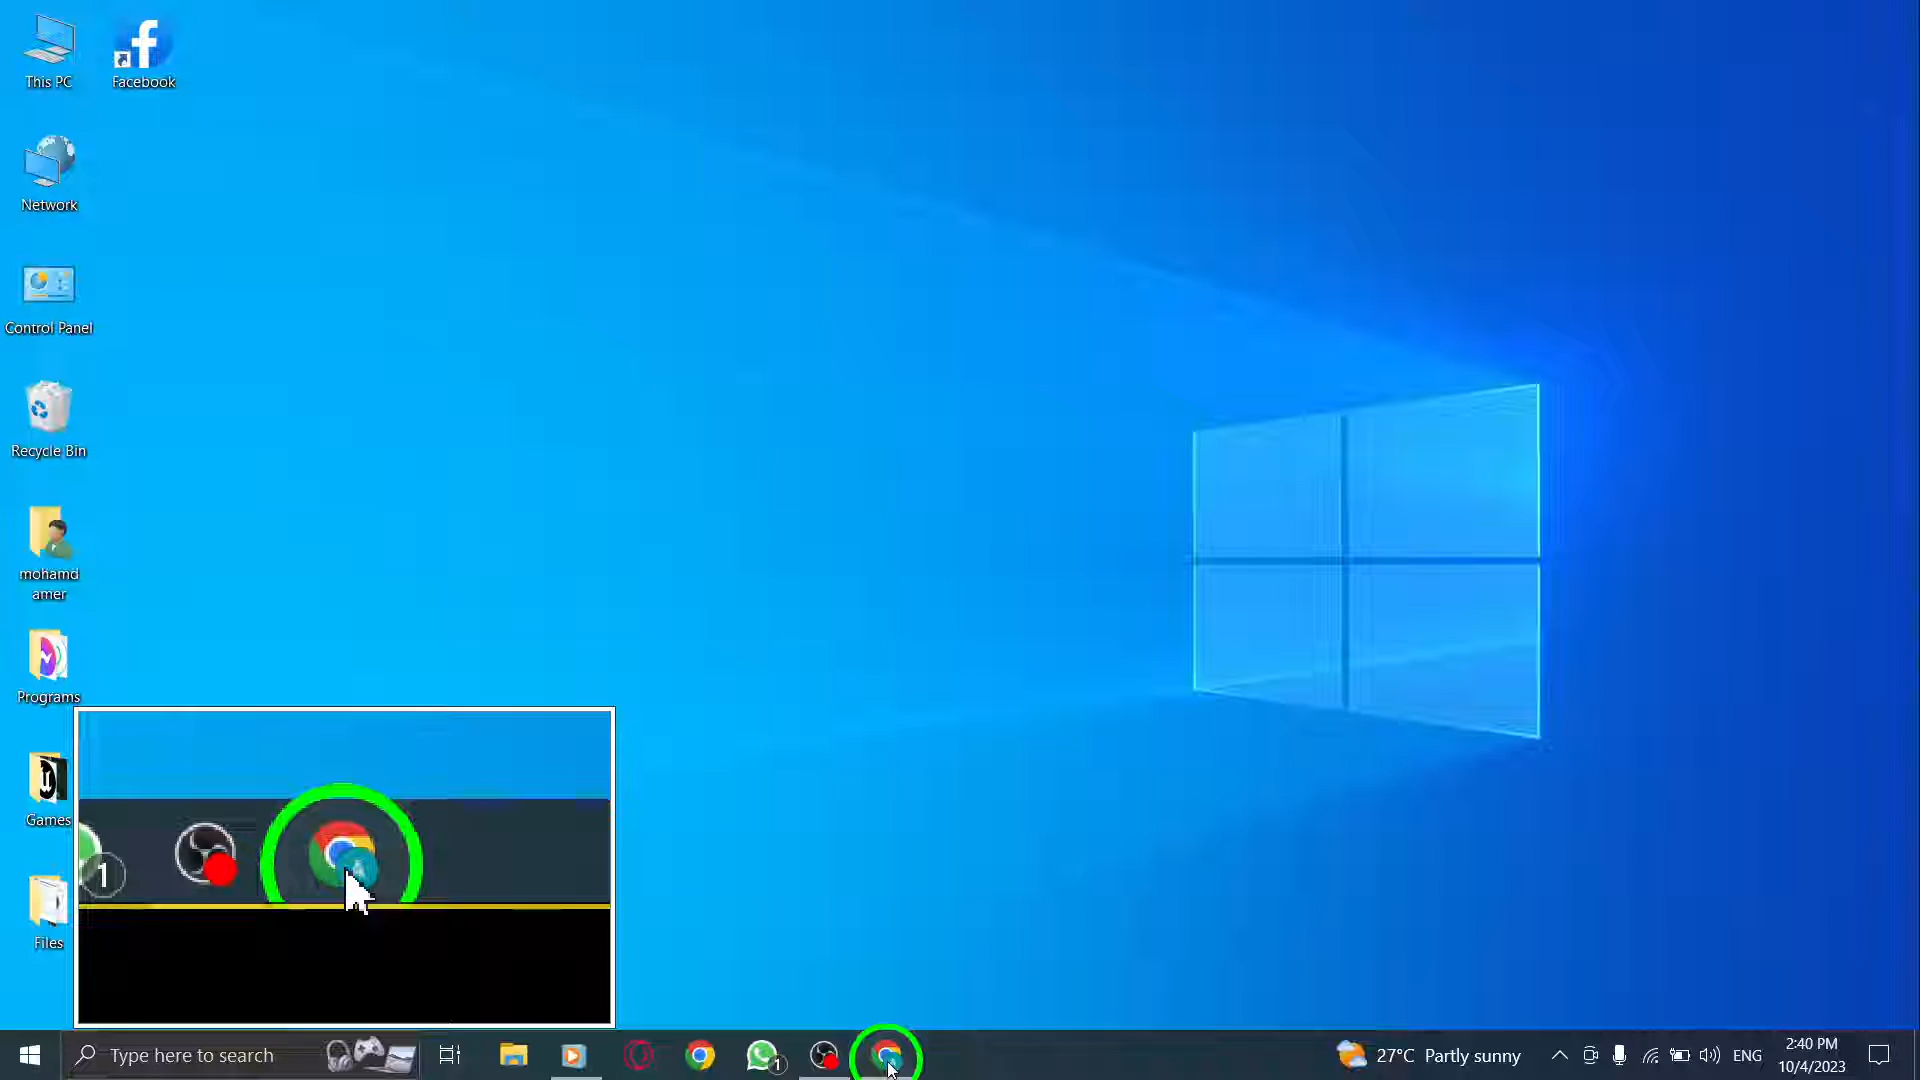 This PC
Facebook
Network
Control Panel
Recycle Bin
mohamd
amer
Programs
Games
Files
1
Type here to search
1
27°C Partly sunny
ENG
2:40 PM
10/4/2023